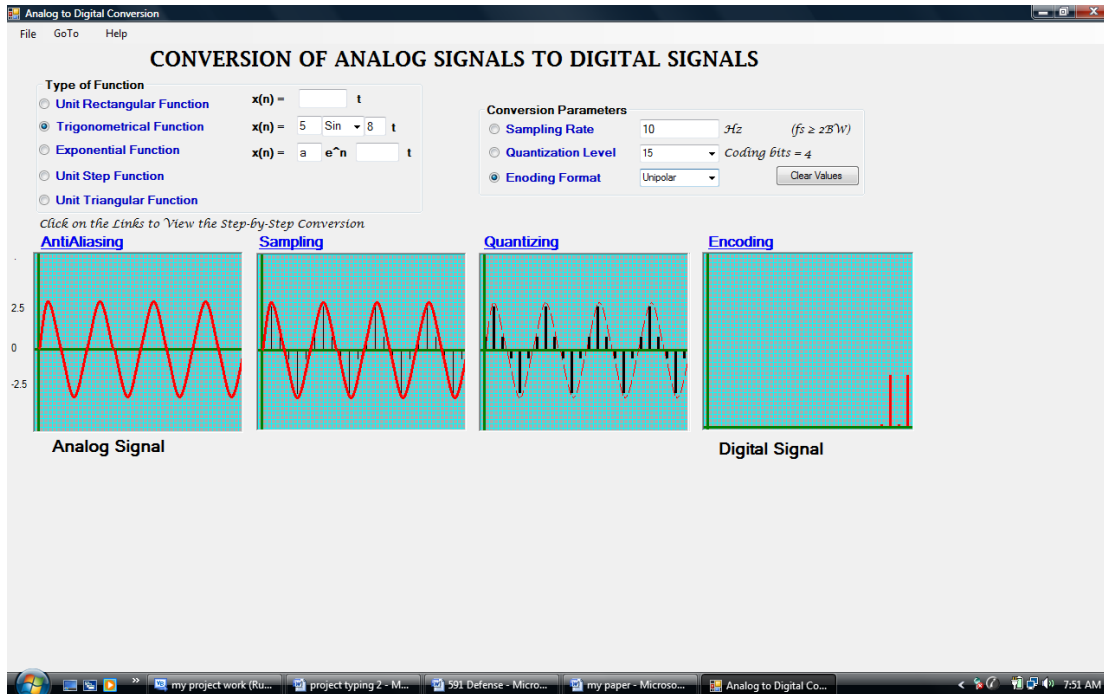 Analog to Digital Conversion
File GoTo Help
CONVERSION OF ANALOG SIGNALS TO DIGITAL SIGNALS
Type of Function
Unit Rectangular Function x(n) = t
Trigonometrical Function x(n) = 5 Sin 8 t
Exponential Function x(n) = a e^n t
Unit Step Function
Unit Triangular Function
Conversion Parameters
Sampling Rate 10 Hz (fs ≥ 2BW)
Quantization Level 15 Coding bits = 4
Enoding Format Unipolar Clear Values
Click on the Links to View the Step-by-Step Conversion
AntiAliasing Sampling Quantizing Encoding
2.5
0
-2.5
Analog Signal Digital Signal
my project work (Ru... project typing 2 - M... 591 Defense - Micro... my paper - Microso... Analog to Digital Co... 7:51 AM